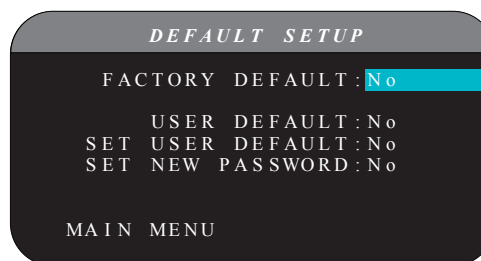 DEFAULT SETUP
FACTORY DEFAULT:No
USER DEFAULT:No
SET USER DEFAULT:No
SET NEW PASSWORD:No
MAIN MENU